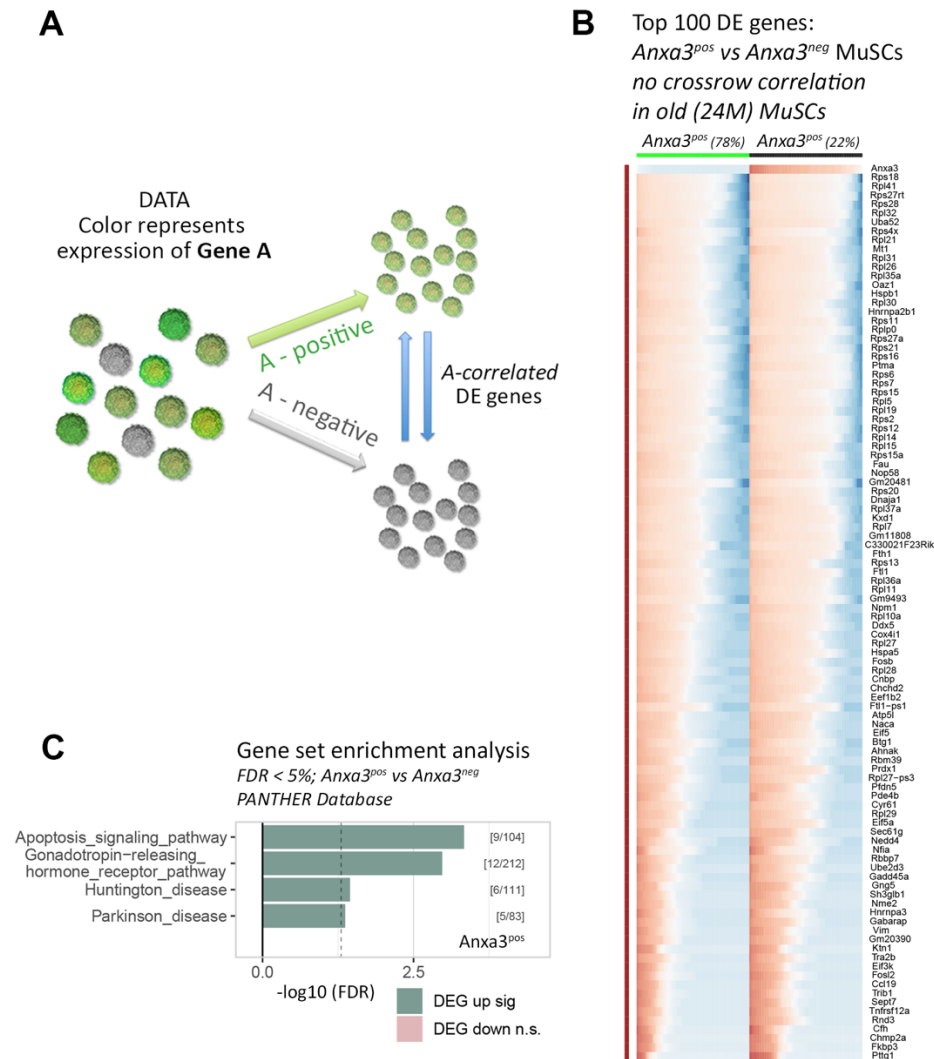 A
DATA
Color represents
expression of Gene A
A - positive
A - negative
A-correlated
DE genes
B
Top 100 DE genes:
Anxa3pos vs Anxa3neg MuSCs
no crossrow correlation
in old (24M) MuSCs
Anxa3pos (78%) Anxa3pos (22%)
Anxa3
Rps18
Rpl41
Rps27rt
Rps28
Rpl32
Uba52
Rps4x
Rpl21
Mt1
Rpl31
Rpl26
Rpl35a
Oaz1
Hspb1
Rpl30
Hnrnpa2b1
Rps11
Rplp0
Rps27a
Rps21
Rps16
Ptma
Rps6
Rps7
Rps15
Rpl5
Rpl19
Rps2
Rps12
Rpl14
Rpl15
Rps15a
Fau
Nop58
Gm20481
Rps20
Dnaja1
Rpl37a
Kxd1
Rpl7
Gm11808
C330021F23Rik
Fth1
Rps13
Ftl1
Rpl36a
Rpl11
Gm9493
Npm1
Rpl10a
Ddx5
Cox4i1
Rpl27
Hspa5
Fosb
Rpl28
Cnbp
Chchd2
Eef1b2
Ftl1-ps1
Atp5l
Naca
Eif5
Btg1
Ahnak
Rbm39
Prdx1
Rpl27-ps3
Pfdn5
Pde4b
Cyr61
Rpl29
Eif5a
Sec61g
Nedd4
Nfia
Rbbp7
Ube2d3
Gadd45a
Gng5
Sh3glb1
Nme2
Hnrnpa3
Gabarap
Vim
Gm20390
Ktn1
Tra2b
Eif3k
Fosl2
Ccl19
Trib1
Sept7
Tnfrsf12a
Rnd3
Cfh
Chmp2a
Fkbp3
Pttg1
C
Gene set enrichment analysis
FDR < 5%; Anxa3pos vs Anxa3neg
PANTHER Database
Apoptosis_signaling_pathway [9/104]
Gonadotropin-releasing_
hormone_receptor_pathway [12/212]
Huntington_disease [6/111]
Parkinson_disease [5/83]
Anxa3pos
0.0 2.5
-log10 (FDR)
DEG up sig
DEG down n.s.